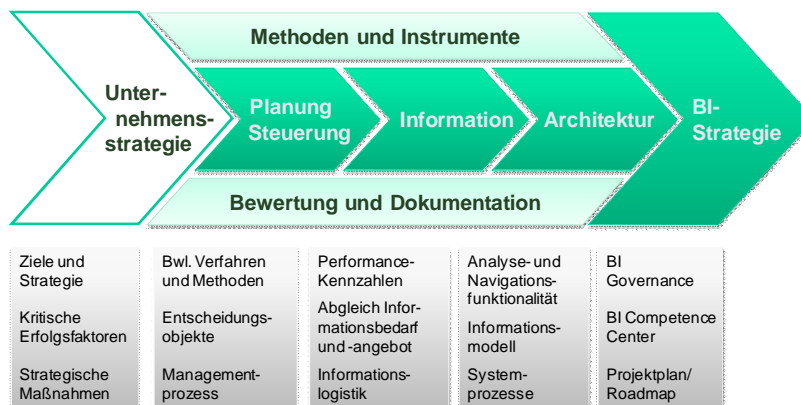 Methoden und Instrumente
Unter-
nehmens-
strategie
Planung
Steuerung
Information
Architektur
BI-
Strategie
Bewertung und Dokumentation
Ziele und
Strategie
Kritische
Erfolgsfaktoren
Strategische
Maßnahmen
Bwl. Verfahren
und Methoden
Entscheidungs-
objekte
Management-
prozess
Performance-
Kennzahlen
Abgleich Infor-
mationsbedarf
und -angebot
Informations-
logistik
Analyse- und
Navigations-
funktionalität
Informations-
modell
System-
prozesse
BI
Governance
BI Competence
Center
Projektplan/
Roadmap